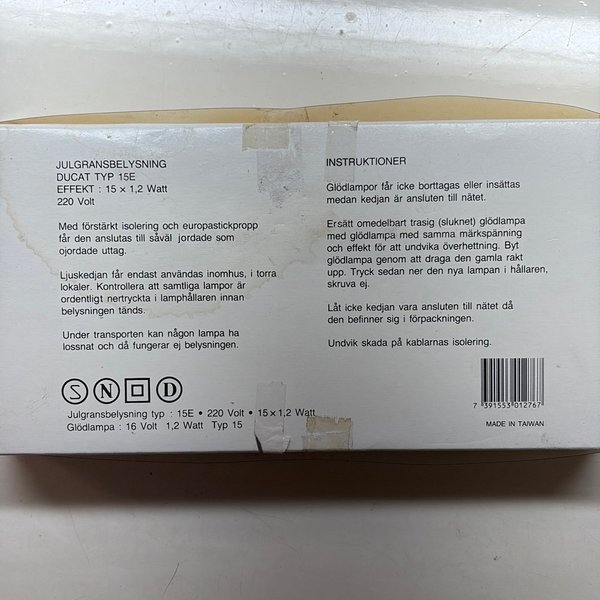 JULGRANSBELYSNING
DUCAT TYP 15E
EFFEKT : 15 × 1,2 Watt
220 Volt
Med förstärkt isolering och europastickpropp
får den anslutas till såväl jordade som
ojordade uttag.
Ljuskedjan får endast användas inomhus, i torra
lokaler. Kontrollera att samtliga lampor är
ordentligt nertryckta i lamphållaren innan
belysningen tänds.
Under transporten kan någon lampa ha
lossnat och då fungerar ej belysningen.
S N D
Julgransbelysning typ : 15E • 220 Volt • 15 × 1,2 Watt
Glödlampa : 16 Volt 1,2 Watt Typ 15
INSTRUKTIONER
Glödlampor får icke borttagas eller insättas
medan kedjan är ansluten till nätet.
Ersätt omedelbart trasig (sluknet) glödlampa
med glödlampa med samma märkspänning
och effekt för att undvika överhettning. Byt
glödlampa genom att draga den gamla rakt
upp. Tryck sedan ner den nya lampan i hållaren,
skruva ej.
Låt icke kedjan vara ansluten till nätet då
den befinner sig i förpackningen.
Undvik skada på kablarnas isolering.
7 391553 012767
MADE IN TAIWAN